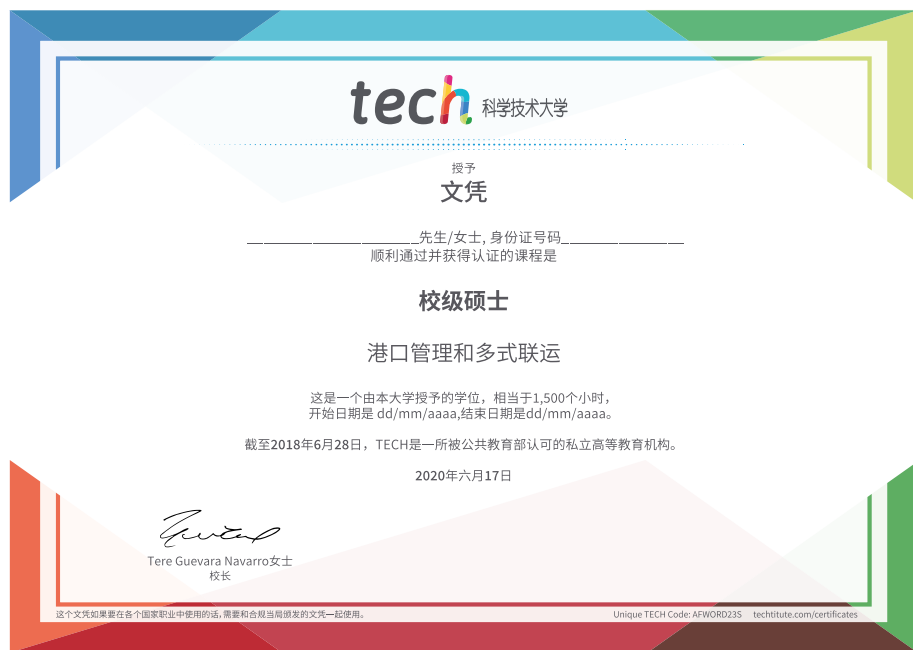 tech 科学技术大学
授予
文凭
_____________________先生/女士, 身份证号码_______________
顺利通过并获得认证的课程是
校级硕士
港口管理和多式联运
这是一个由本大学授予的学位，相当于1,500个小时，
开始日期是 dd/mm/aaaa,结束日期是dd/mm/aaaa。
截至2018年6月28日，TECH是一所被公共教育部认可的私立高等教育机构。
2020年六月17日
Tere Guevara Navarro女士
校长
这个文凭如果要在各个国家职业中使用的话,需要和合规当局颁发的文凭一起使用。
Unique TECH Code: AFWORD23S techtitute.com/certificates